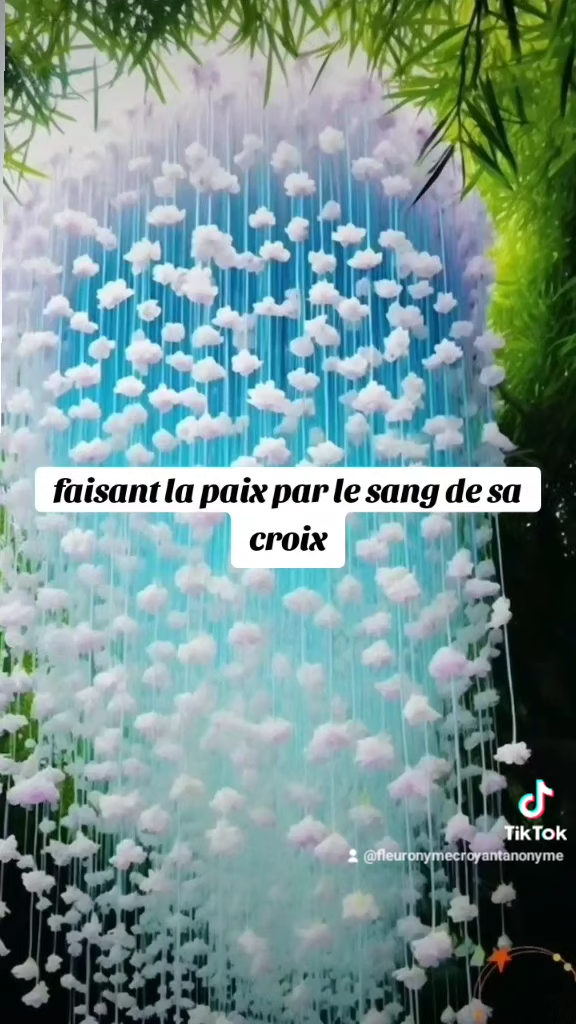 faisant la paix par le sang de sa
croix
TikTok
@fleuronymecroyantanonyme